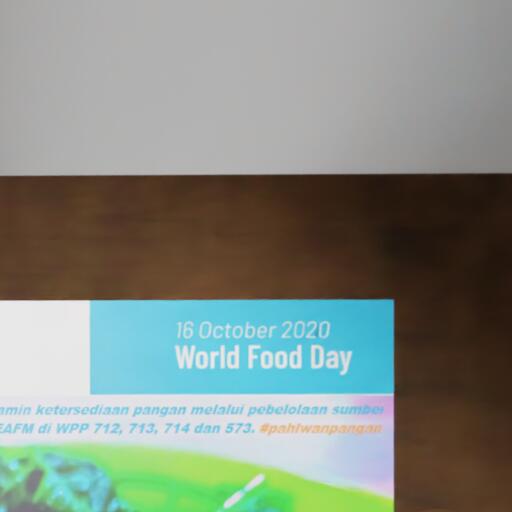 16 October 2020
World Food Day
amin ketersediaan pangan melalui pebelolaan sumber
EAFM di WPP 712, 713, 714 dan 573. #pahlwanpangan